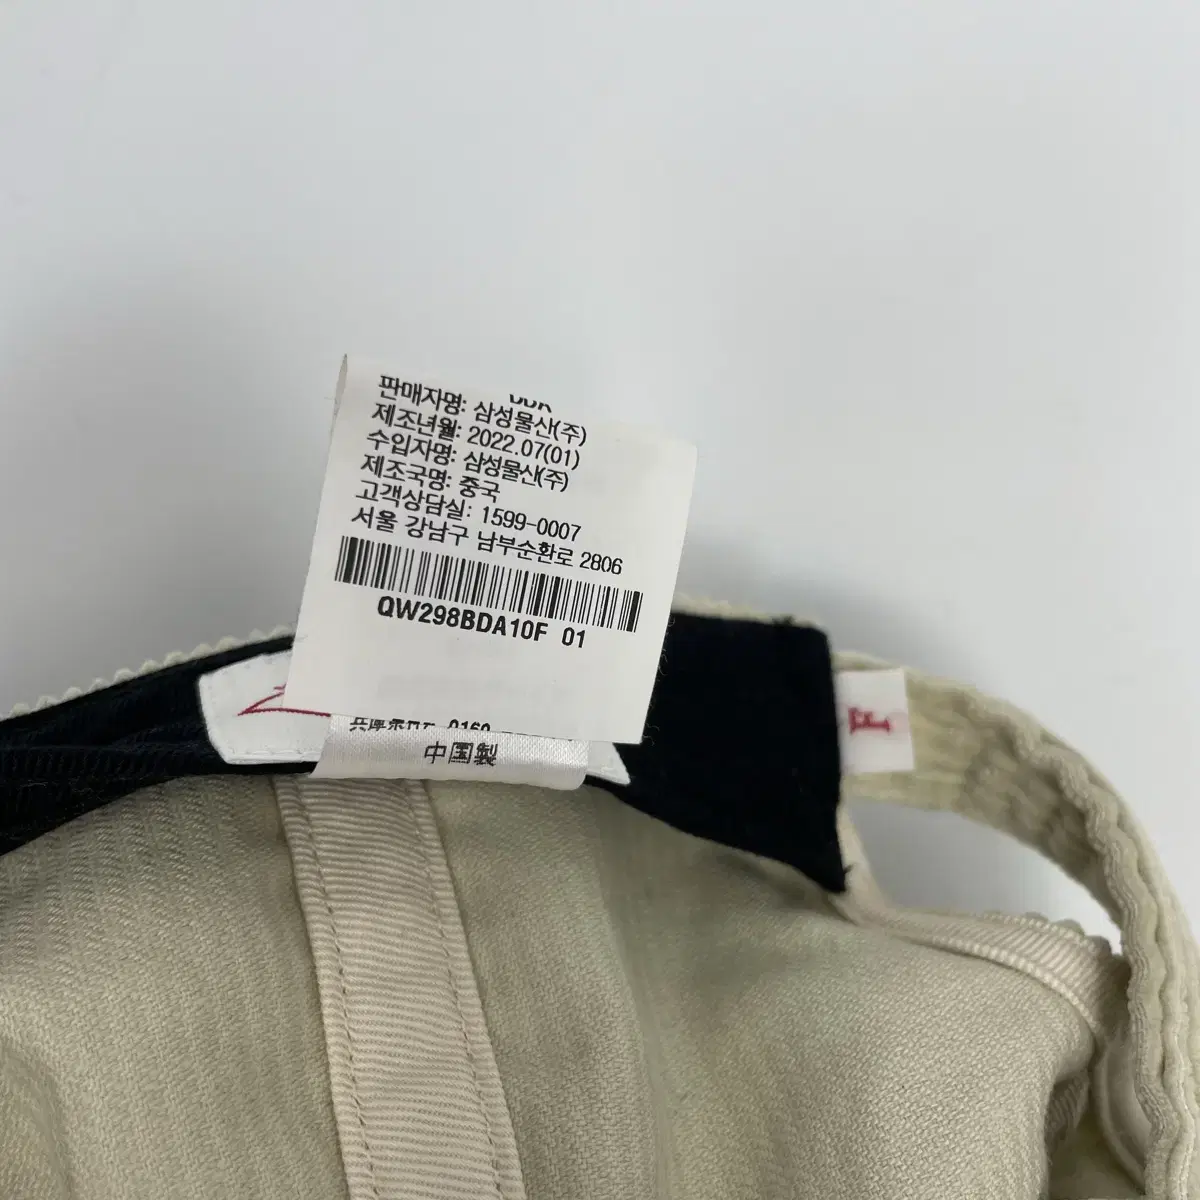 판매자명: 삼성물산(주)
제조년월: 2022.07(01)
수입자명: 삼성물산(주)
제조국명: 중국
고객상담실: 1599-0007
서울 강남구 남부순환로 2806
QW298BDA10F 01
中国製
F